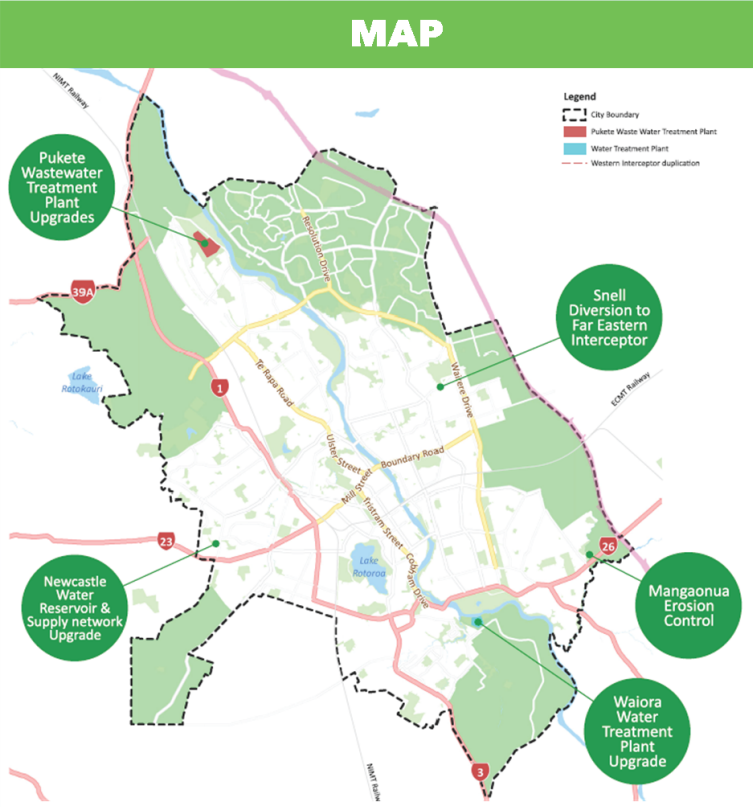 MAP
NIMT Railway
Legend
City Boundary
Pukete Waste Water Treatment Plant
Water Treatment Plant
Western Interceptor duplication
Pukete
Wastewater
Treatment
Plant
Upgrades
Resolution Drive
39A
Snell
Diversion to
Far Eastern
Interceptor
Lake
Rotokauri
1
Te Rapa Road
Wairere Drive
ECMT Railway
Ulster Street
Boundary Road
Mill Street
Tristram Street
23
26
Lake
Rotoroa
Cobham Drive
Newcastle
Water
Reservoir &
Supply network
Upgrade
Mangaonua
Erosion
Control
Waiora
Water
Treatment
Plant
Upgrade
3
NIMT Railw